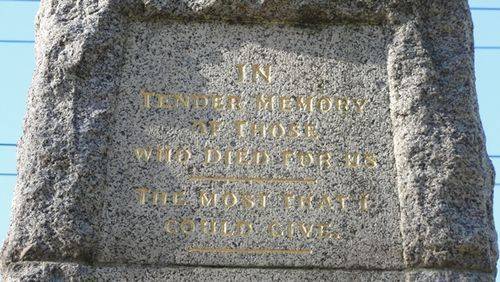 IN
TENDER MEMORY
OF THOSE
WHO DIED FOR US
THE MOST THAT I
COULD GIVE.